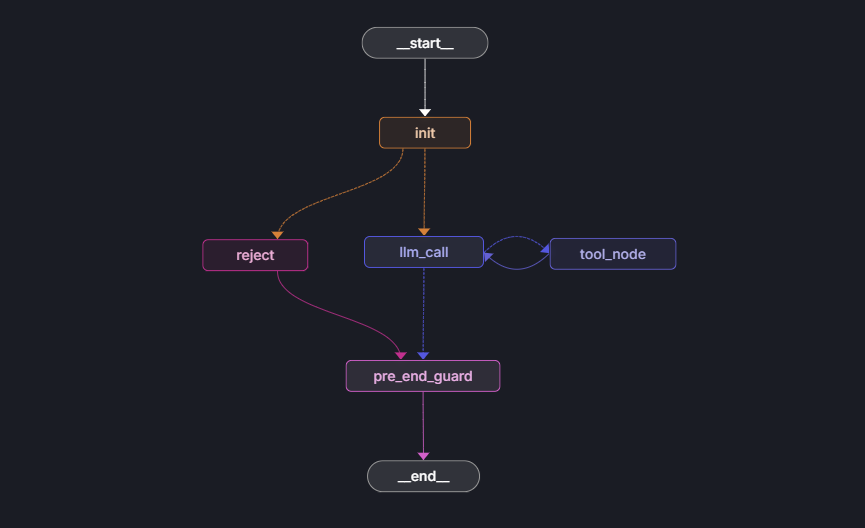 __start__
init
reject
llm_call
tool_node
pre_end_guard
__end__